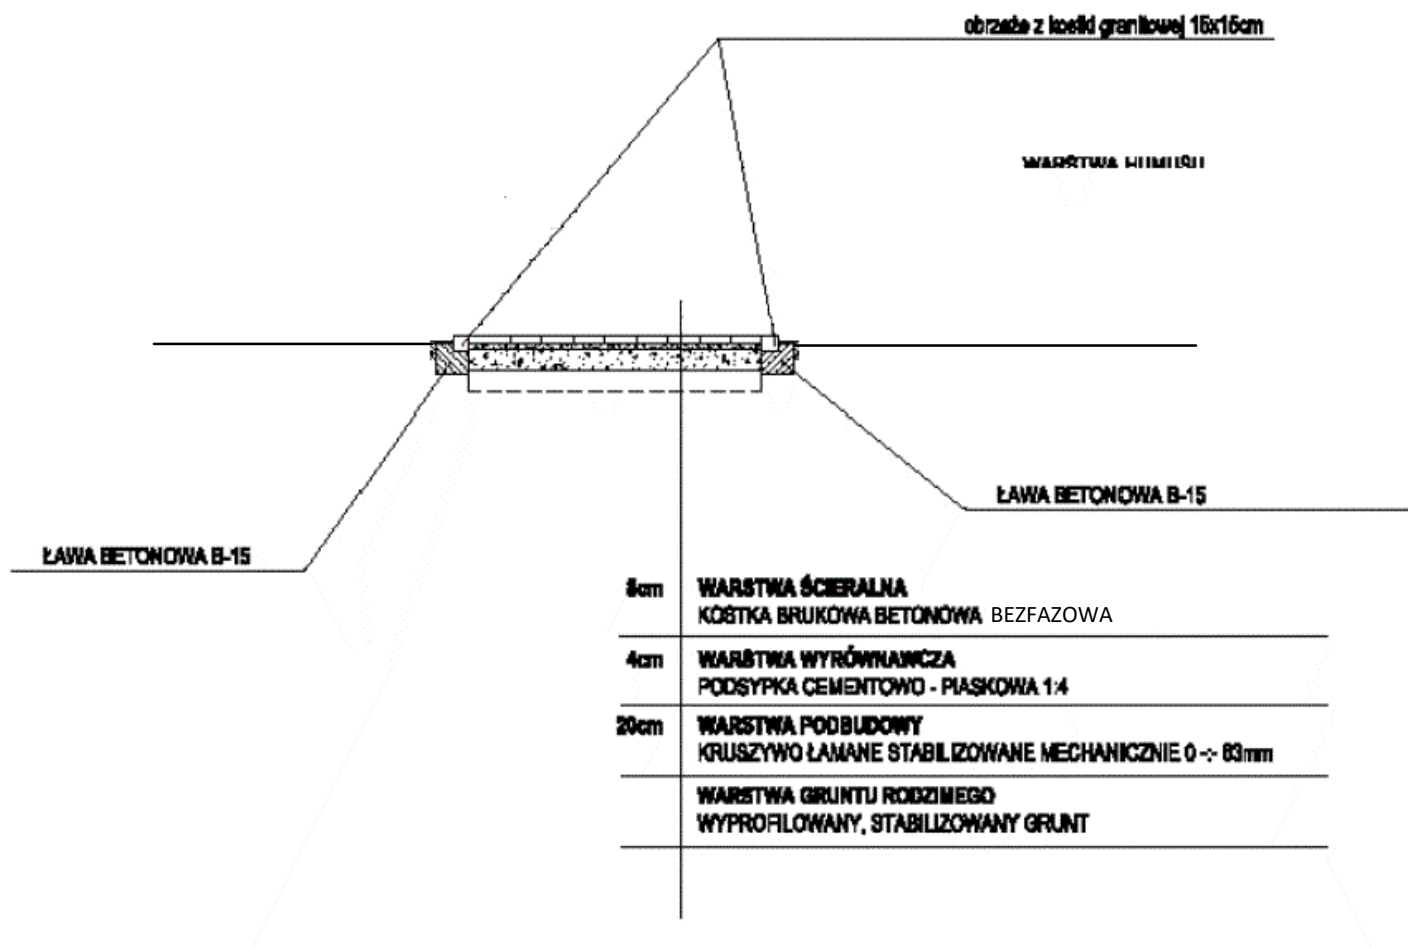 obrzeże z kostki granitowej 15x15cm
WARSTWA HUMUSU
ŁAWA BETONOWA B-15
ŁAWA BETONOWA B-15
8cm WARSTWA ŚCIERALNA
KOSTKA BRUKOWA BETONOWA BEZFAZOWA
4cm WARSTWA WYRÓWNAWCZA
PODSYPKA CEMENTOWO - PIASKOWA 1:4
20cm WARSTWA PODBUDOWY
KRUSZYWO ŁAMANE STABILIZOWANE MECHANICZNIE 0 ÷ 63mm
WARSTWA GRUNTU RODZIMEGO
WYPROFILOWANY, STABILIZOWANY GRUNT